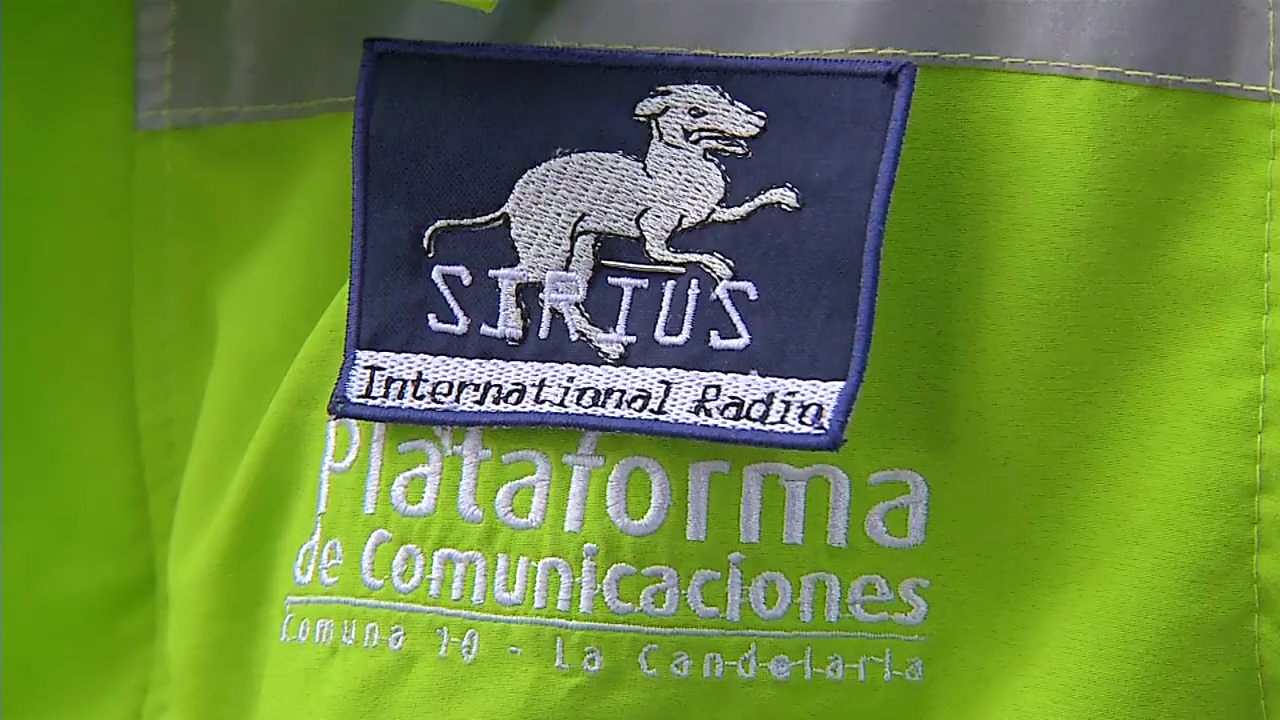 SIRIUS
International Radio
Plataforma
de Comunicaciones
Comuna 10 - La Candelaria